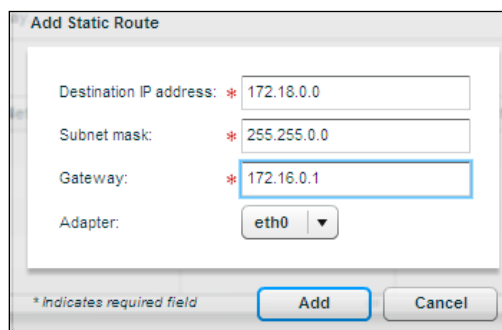 Add Static Route
Destination IP address: * 172.18.0.0
Subnet mask: * 255.255.0.0
Gateway: * 172.16.0.1
Adapter: eth0
* Indicates required field Add Cancel